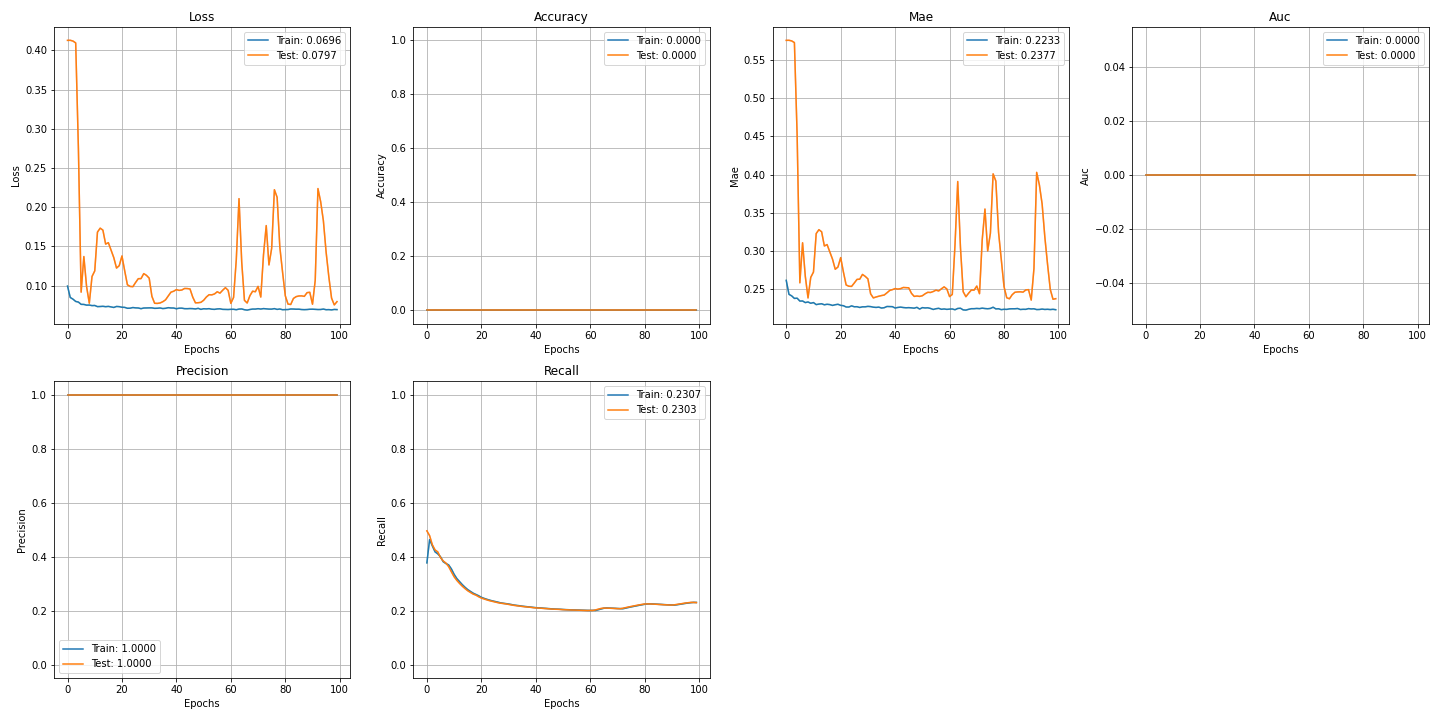 Loss
Train: 0.0696
Test: 0.0797
0.40
0.35
0.30
0.25
0.20
0.15
0.10
Loss
0 20 40 60 80 100
Epochs
Accuracy
Train: 0.0000
Test: 0.0000
1.0
0.8
0.6
0.4
0.2
0.0
Accuracy
0 20 40 60 80 100
Epochs
Mae
Train: 0.2233
Test: 0.2377
0.55
0.50
0.45
0.40
0.35
0.30
0.25
Mae
0 20 40 60 80 100
Epochs
Auc
Train: 0.0000
Test: 0.0000
0.04
0.02
0.00
−0.02
−0.04
Auc
0 20 40 60 80 100
Epochs
Precision
1.0
0.8
0.6
0.4
0.2
0.0
Precision
Train: 1.0000
Test: 1.0000
0 20 40 60 80 100
Epochs
Recall
Train: 0.2307
Test: 0.2303
1.0
0.8
0.6
0.4
0.2
0.0
Recall
0 20 40 60 80 100
Epochs